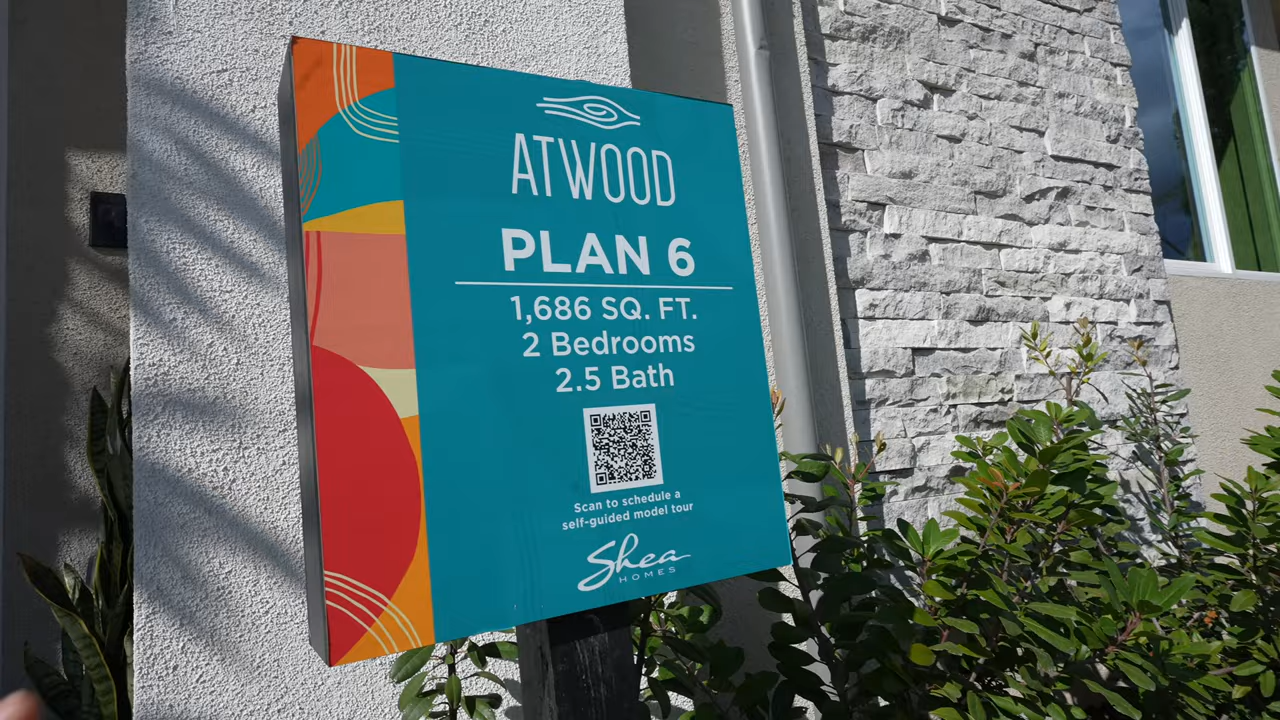 ATWOOD
PLAN 6
1,686 SQ. FT.
2 Bedrooms
2.5 Bath
Scan to schedule a
self-guided model tour
Shea
HOMES